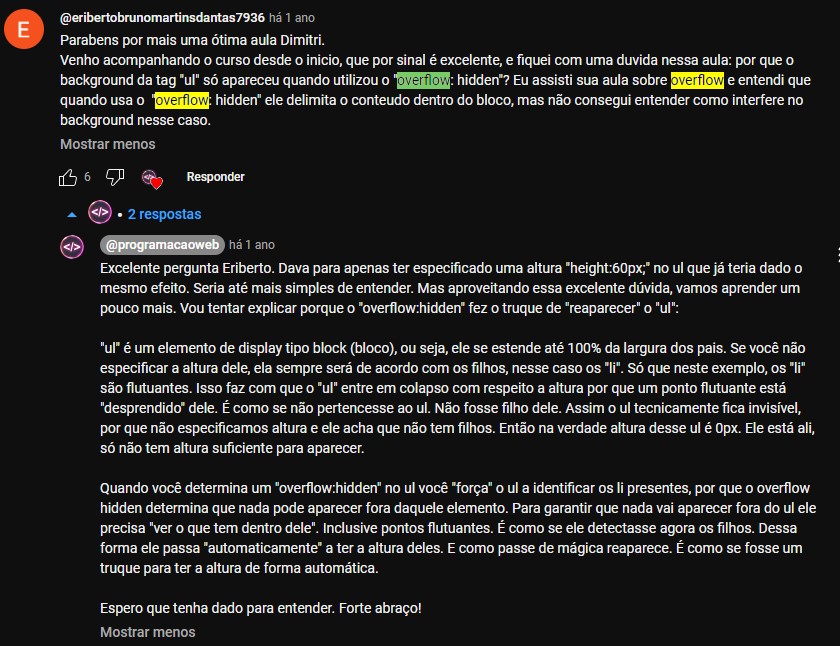 E
@eribertobrunomartinsdantas7936 há 1 ano
Parabens por mais uma ótima aula Dimitri.
Venho acompanhando o curso desde o inicio, que por sinal é excelente, e fiquei com uma duvida nessa aula: por que o
background da tag "ul" só apareceu quando utilizou o "overflow: hidden"? Eu assisti sua aula sobre overflow e entendi que
quando usa o "overflow: hidden" ele delimita o conteudo dentro do bloco, mas não consegui entender como interfere no
background nesse caso.
Mostrar menos
6 </> Responder
</> • 2 respostas
</> @programacaoweb há 1 ano
Excelente pergunta Eriberto. Dava para apenas ter especificado uma altura "height:60px;" no ul que já teria dado o
mesmo efeito. Seria até mais simples de entender. Mas aproveitando essa excelente dúvida, vamos aprender um
pouco mais. Vou tentar explicar porque o "overflow:hidden" fez o truque de "reaparecer" o "ul":
"ul" é um elemento de display tipo block (bloco), ou seja, ele se estende até 100% da largura dos pais. Se você não
especificar a altura dele, ela sempre será de acordo com os filhos, nesse caso os "li". Só que neste exemplo, os "li"
são flutuantes. Isso faz com que o "ul" entre em colapso com respeito a altura por que um ponto flutuante está
"desprendido" dele. É como se não pertencesse ao ul. Não fosse filho dele. Assim o ul tecnicamente fica invisível,
por que não especificamos altura e ele acha que não tem filhos. Então na verdade altura desse ul é 0px. Ele está ali,
só não tem altura suficiente para aparecer.
Quando você determina um "overflow:hidden" no ul você "força" o ul a identificar os li presentes, por que o overflow
hidden determina que nada pode aparecer fora daquele elemento. Para garantir que nada vai aparecer fora do ul ele
precisa "ver o que tem dentro dele". Inclusive pontos flutuantes. É como se ele detectasse agora os filhos. Dessa
forma ele passa "automaticamente" a ter a altura deles. E como passe de mágica reaparece. É como se fosse um
truque para ter a altura de forma automática.
Espero que tenha dado para entender. Forte abraço!
Mostrar menos